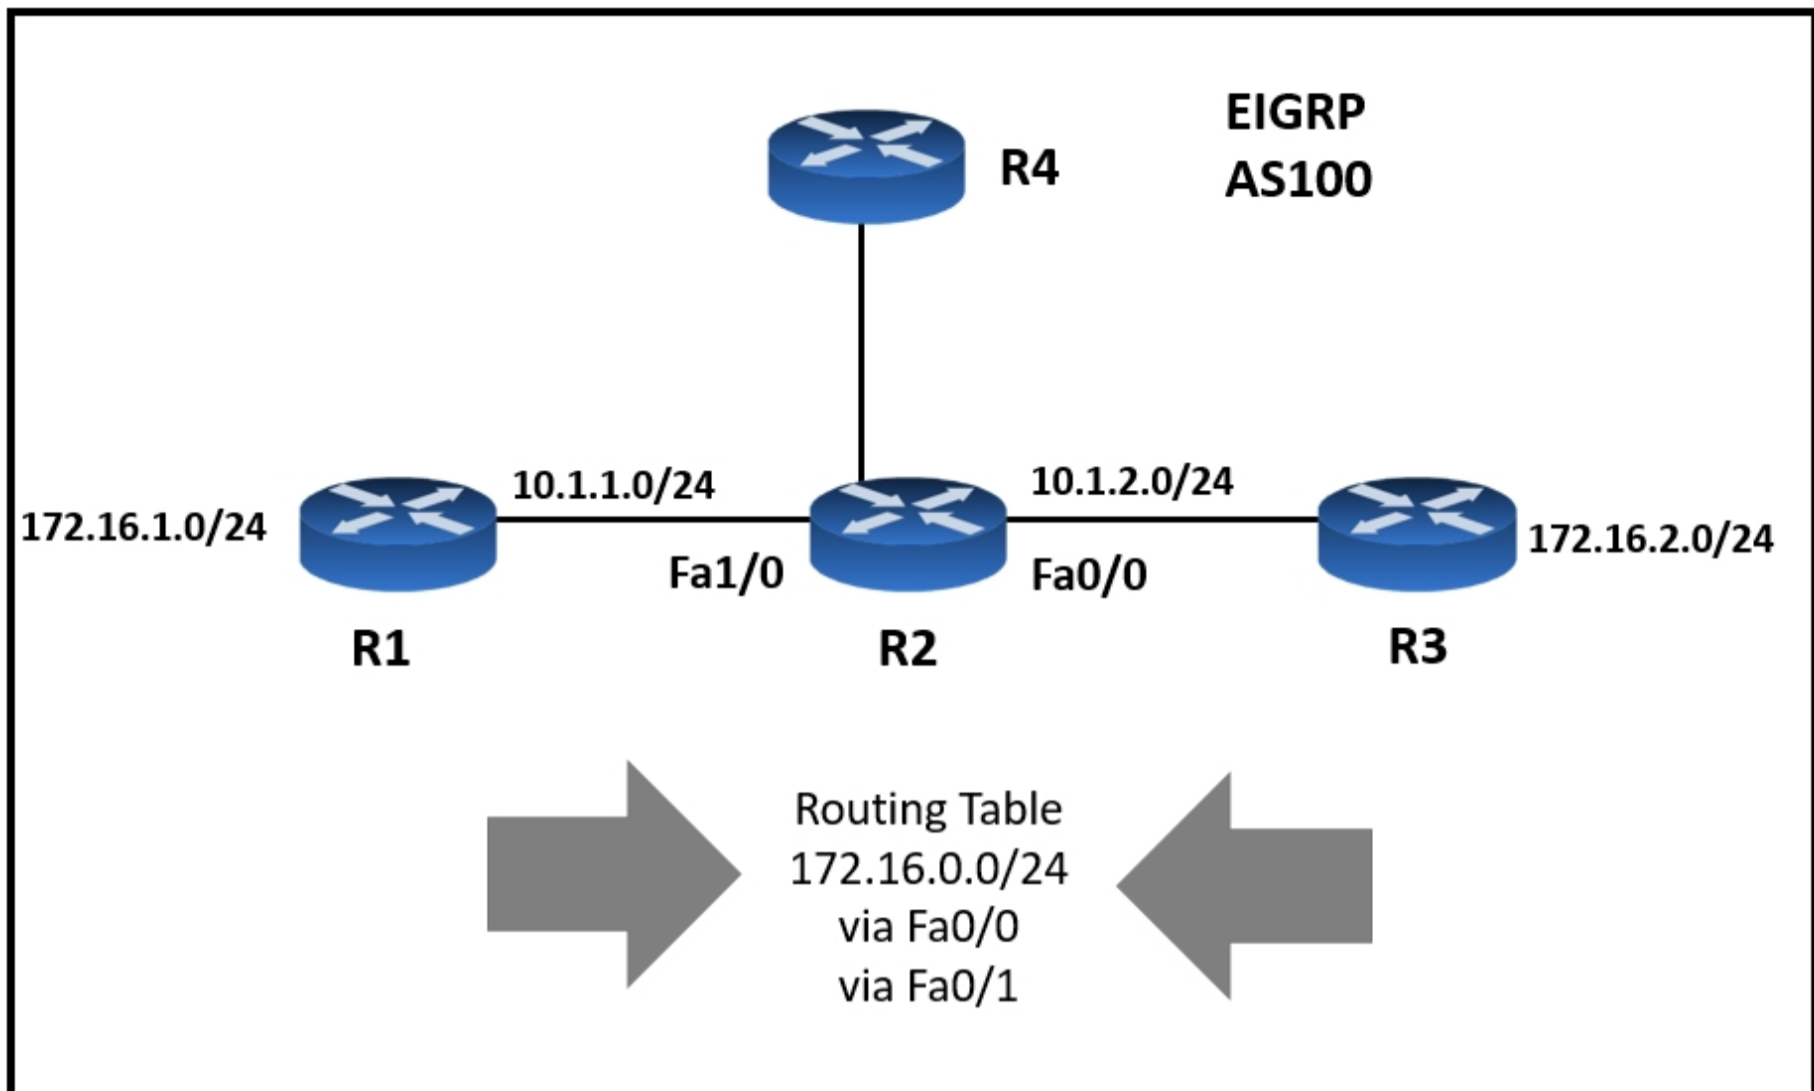 EIGRP
AS100
R4
10.1.1.0/24
10.1.2.0/24
172.16.1.0/24
172.16.2.0/24
Fa1/0
Fa0/0
R1
R2
R3
Routing Table
172.16.0.0/24
via Fa0/0
via Fa0/1